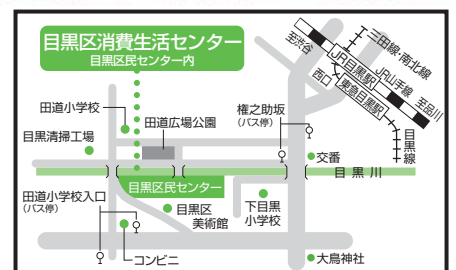 目黒区消費生活センター
目黒区民センター内
至渋谷
三田線・南北線
JR目黒駅
JR山手線
至品川
西口
東急目黒駅
目黒線
田道小学校
権之助坂
(バス停)
目黒清掃工場
田道広場公園
交番
目黒川
目黒区民センター
田道小学校入口
(バス停)
目黒区
美術館
下目黒
小学校
コンビニ
大鳥神社